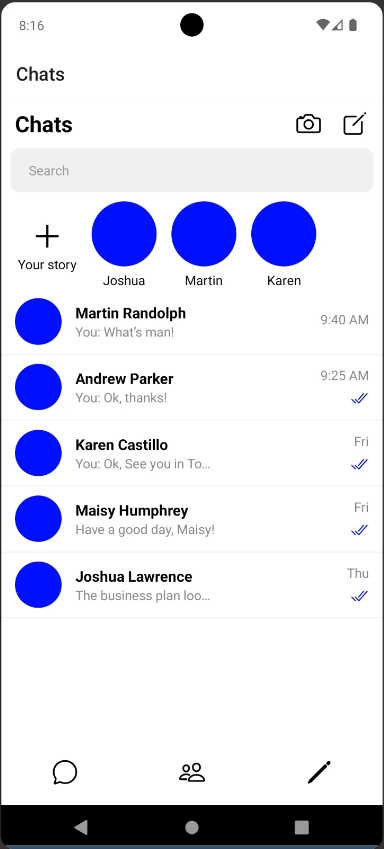 8:16
Chats
Chats
Search
Your story
Joshua
Martin
Karen
Martin Randolph
You: What's man!
9:40 AM
Andrew Parker
You: Ok, thanks!
9:25 AM
Karen Castillo
You: Ok, See you in To...
Fri
Maisy Humphrey
Have a good day, Maisy!
Fri
Joshua Lawrence
The business plan loo...
Thu